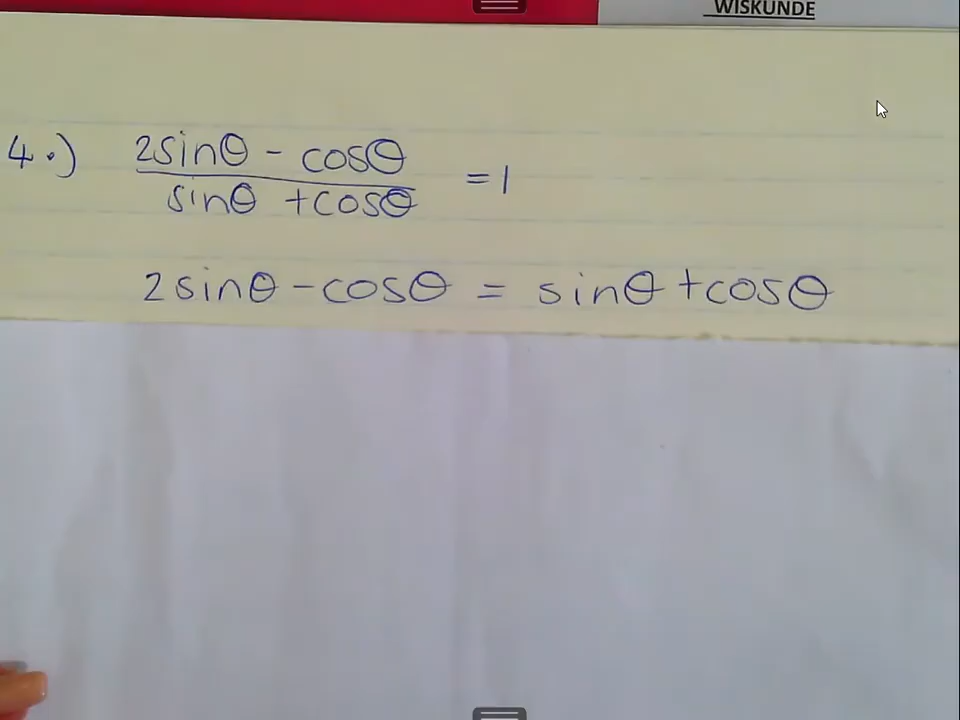 WISKUNDE
4.) 2sinθ - cosθ
sinθ + cosθ = 1
2sinθ - cosθ = sinθ + cosθ